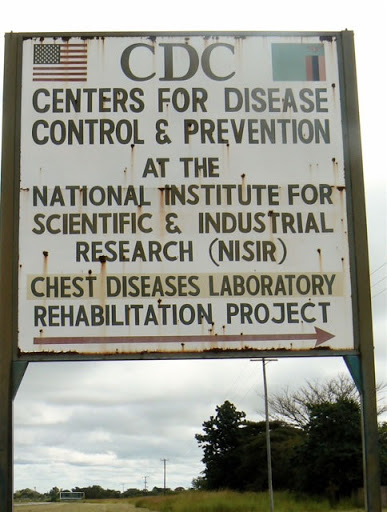 CDC
CENTERS FOR DISEASE
CONTROL & PREVENTION
AT THE
NATIONAL INSTITUTE FOR
SCIENTIFIC & INDUSTRIAL
RESEARCH (NISIR)
CHEST DISEASES LABORATORY
REHABILITATION PROJECT